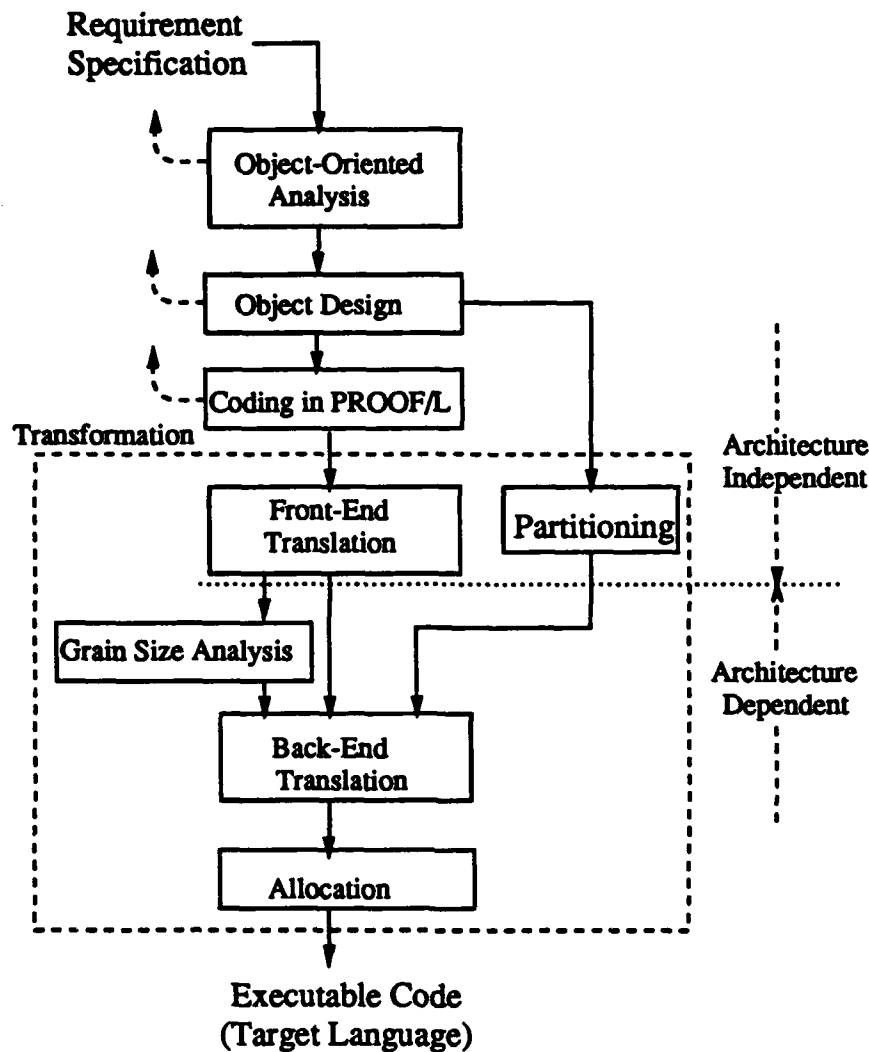 Requirement
Specification
Object-Oriented
Analysis
Object Design
Coding in PROOF/L
Transformation
Architecture
Independent
Front-End
Translation
Partitioning
Grain Size Analysis
Architecture
Dependent
Back-End
Translation
Allocation
Executable Code
(Target Language)